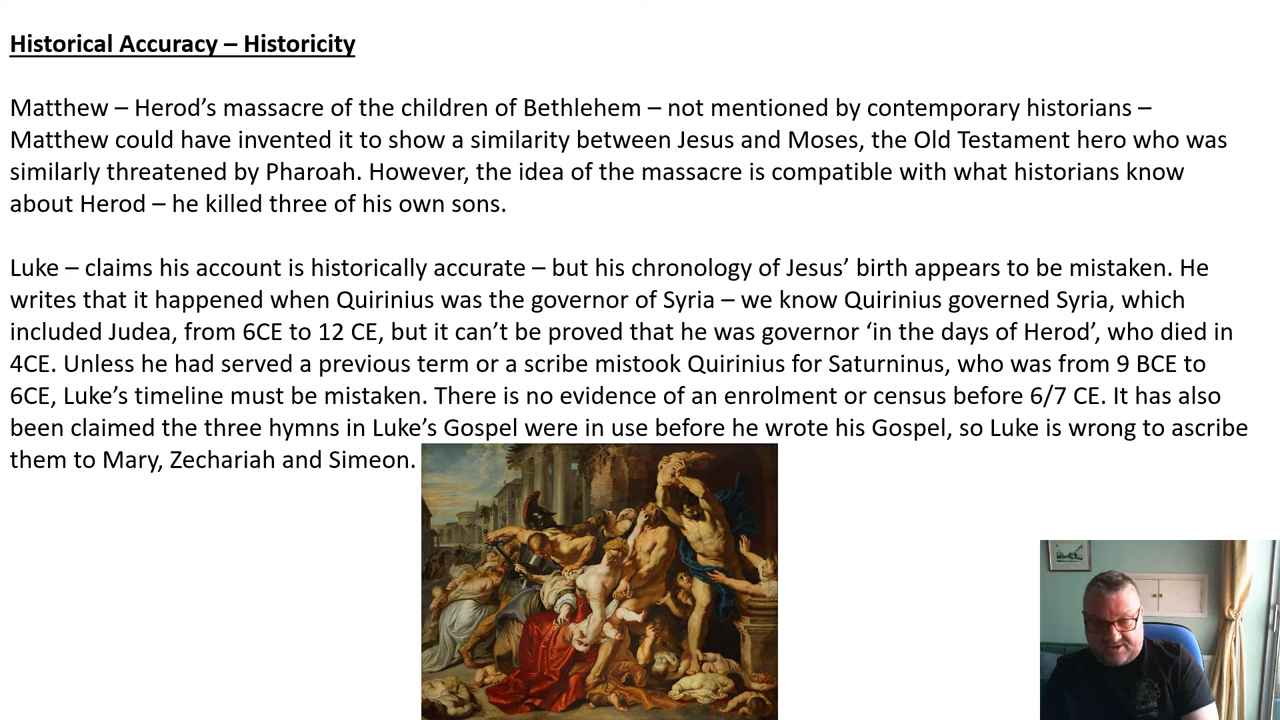 Historical Accuracy – Historicity
Matthew – Herod’s massacre of the children of Bethlehem – not mentioned by contemporary historians –
Matthew could have invented it to show a similarity between Jesus and Moses, the Old Testament hero who was
similarly threatened by Pharoah. However, the idea of the massacre is compatible with what historians know
about Herod – he killed three of his own sons.
Luke – claims his account is historically accurate – but his chronology of Jesus’ birth appears to be mistaken. He
writes that it happened when Quirinius was the governor of Syria – we know Quirinius governed Syria, which
included Judea, from 6CE to 12 CE, but it can’t be proved that he was governor ‘in the days of Herod’, who died in
4CE. Unless he had served a previous term or a scribe mistook Quirinius for Saturninus, who was from 9 BCE to
6CE, Luke’s timeline must be mistaken. There is no evidence of an enrolment or census before 6/7 CE. It has also
been claimed the three hymns in Luke’s Gospel were in use before he wrote his Gospel, so Luke is wrong to ascribe
them to Mary, Zechariah and Simeon.